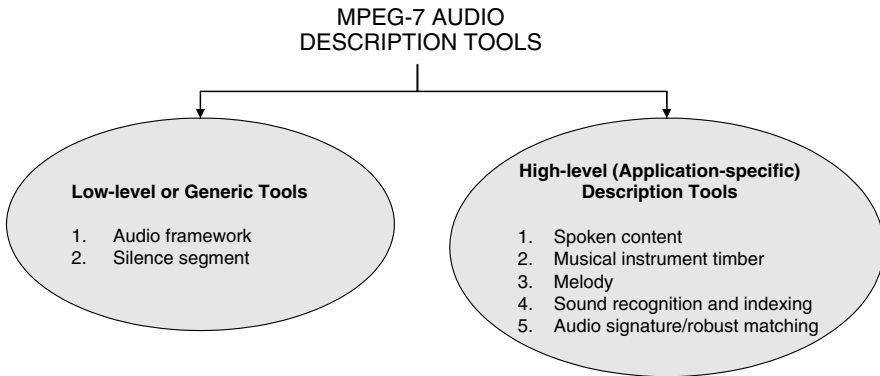 MPEG-7 AUDIO
DESCRIPTION TOOLS
Low-level or Generic Tools
1. Audio framework
2. Silence segment
High-level (Application-specific)
Description Tools
1. Spoken content
2. Musical instrument timber
3. Melody
4. Sound recognition and indexing
5. Audio signature/robust matching